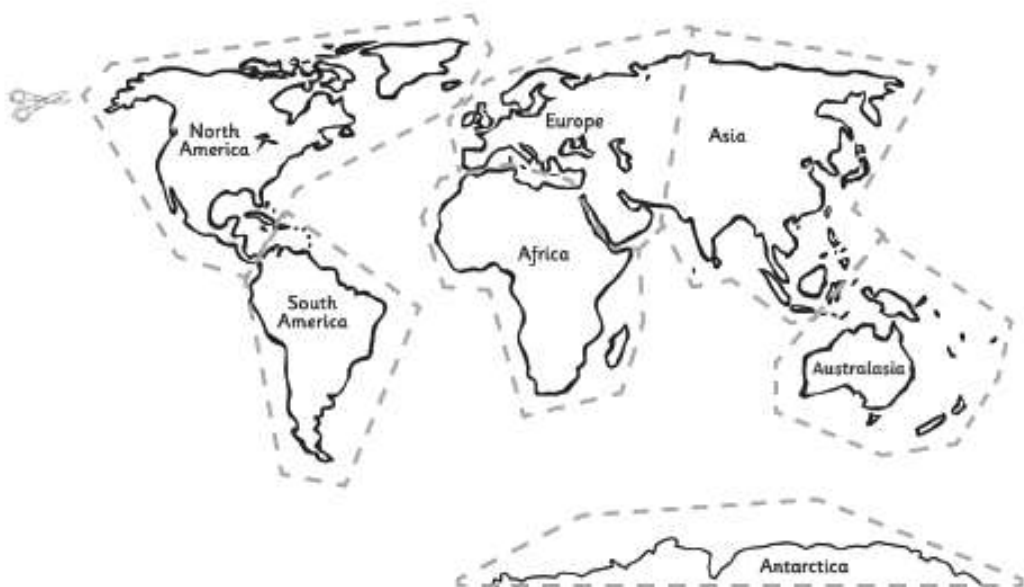 North
America
Europe
Asia
Africa
South
America
Australasia
Antarctica